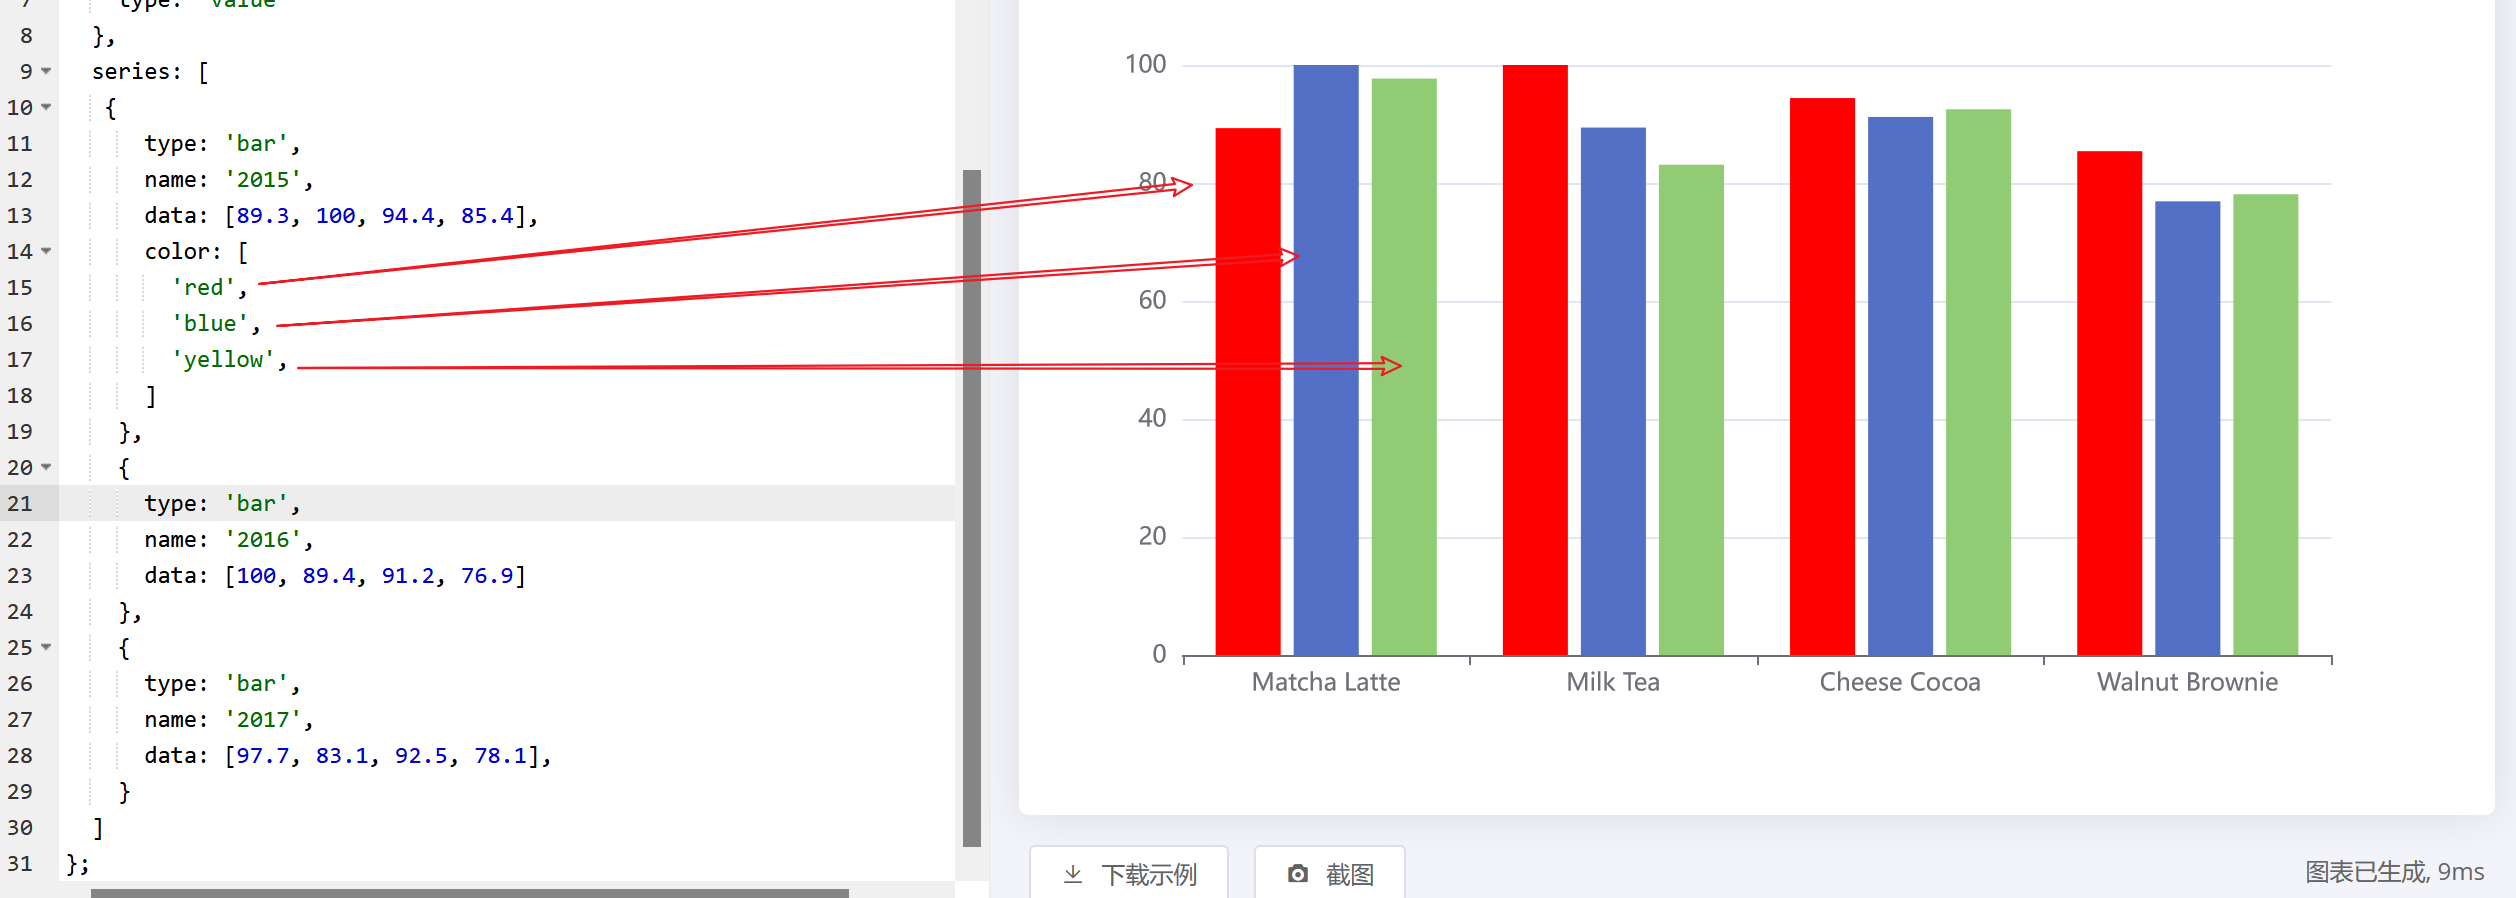 7 type: 'value'
8 },
9 series: [
10 {
11 type: 'bar',
12 name: '2015',
13 data: [89.3, 100, 94.4, 85.4],
14 color: [
15 'red',
16 'blue',
17 'yellow',
18 ]
19 },
20 {
21 type: 'bar',
22 name: '2016',
23 data: [100, 89.4, 91.2, 76.9]
24 },
25 {
26 type: 'bar',
27 name: '2017',
28 data: [97.7, 83.1, 92.5, 78.1],
29 }
30 ]
31 };
100
80
60
40
20
0
Matcha Latte Milk Tea Cheese Cocoa Walnut Brownie
下载示例 截图 图表已生成, 9ms